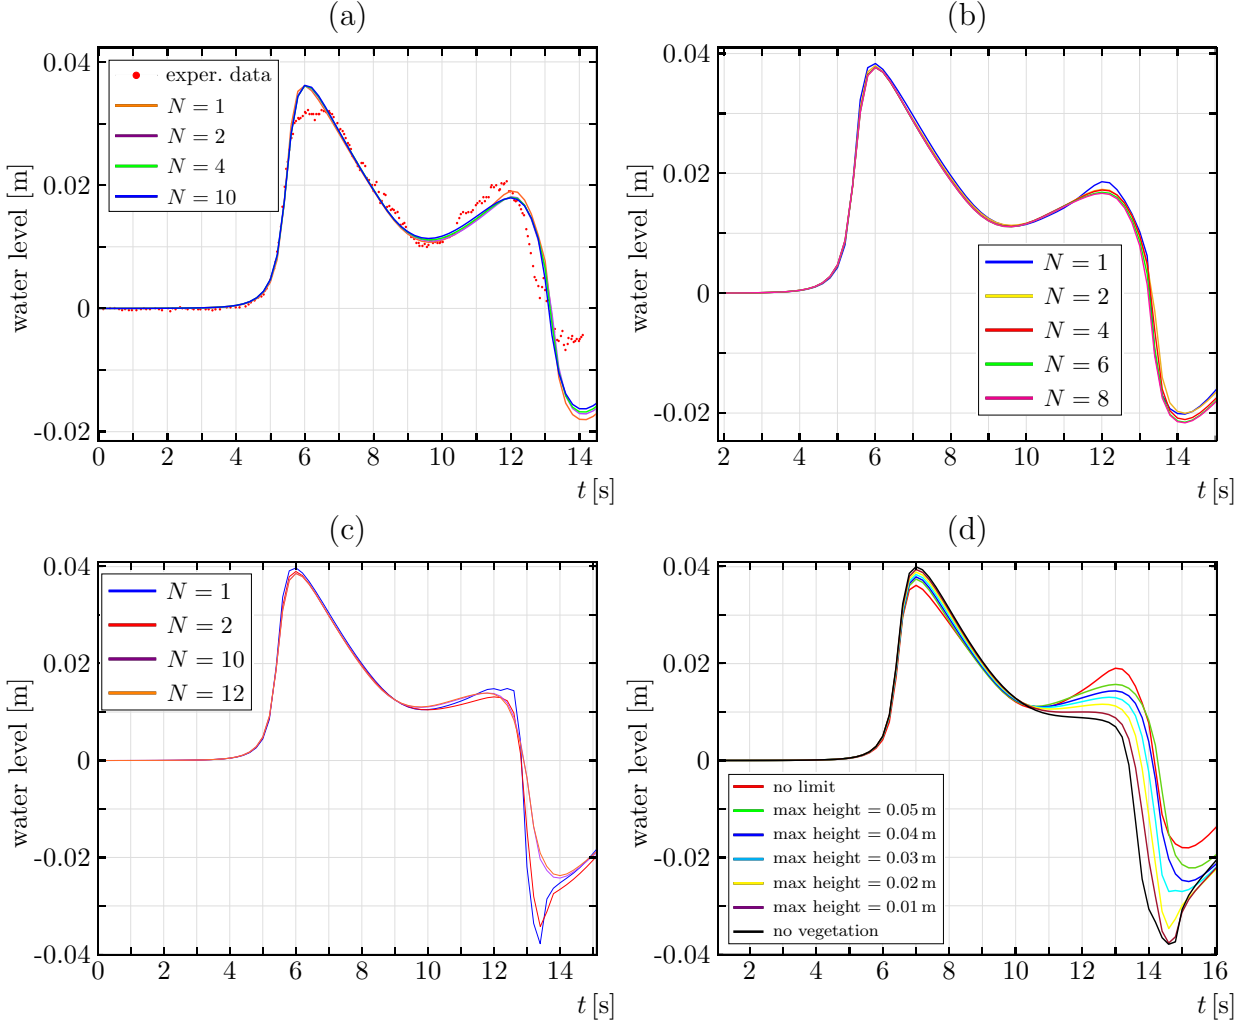 (a)
water level [m]
0.04
0.02
0
-0.02
exper. data
N = 1
N = 2
N = 4
N = 10
0 2 4 6 8 10 12 14
t [s]
(b)
water level [m]
0.04
0.02
0
-0.02
N = 1
N = 2
N = 4
N = 6
N = 8
2 4 6 8 10 12 14
t [s]
(c)
water level [m]
0.04
0.02
0
-0.02
-0.04
N = 1
N = 2
N = 10
N = 12
0 2 4 6 8 10 12 14
t [s]
(d)
water level [m]
0.04
0.02
0
-0.02
-0.04
no limit
max height = 0.05 m
max height = 0.04 m
max height = 0.03 m
max height = 0.02 m
max height = 0.01 m
no vegetation
2 4 6 8 10 12 14 16
t [s]